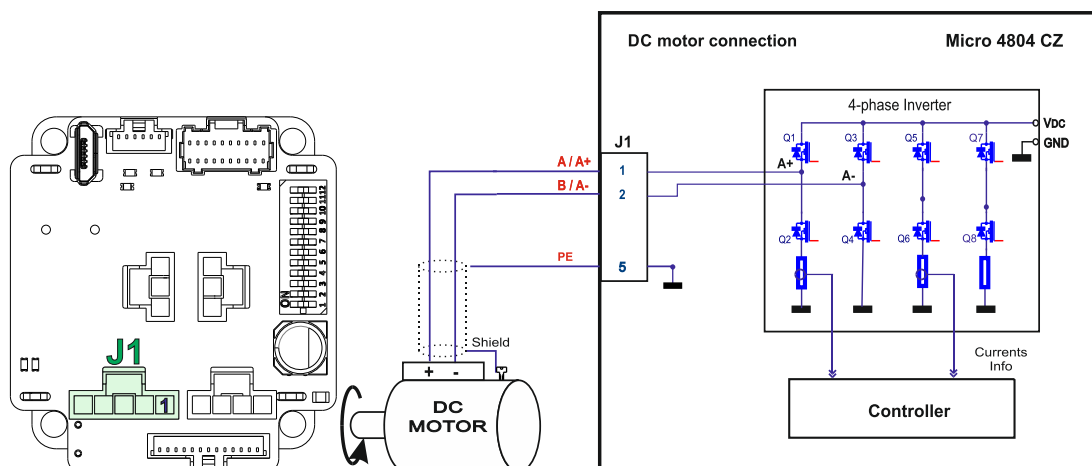 DC motor connection
Micro 4804 CZ
4-phase Inverter
VDC
GND
Q1
Q3
Q5
Q7
A+
A-
Q2
Q4
Q6
Q8
J1
A / A+
1
B / A-
2
PE
5
Shield
+ -
DC
MOTOR
Currents
Info
Controller
J1
1
ON
1 2 3 4 5 6 7 8 9 10 11 12